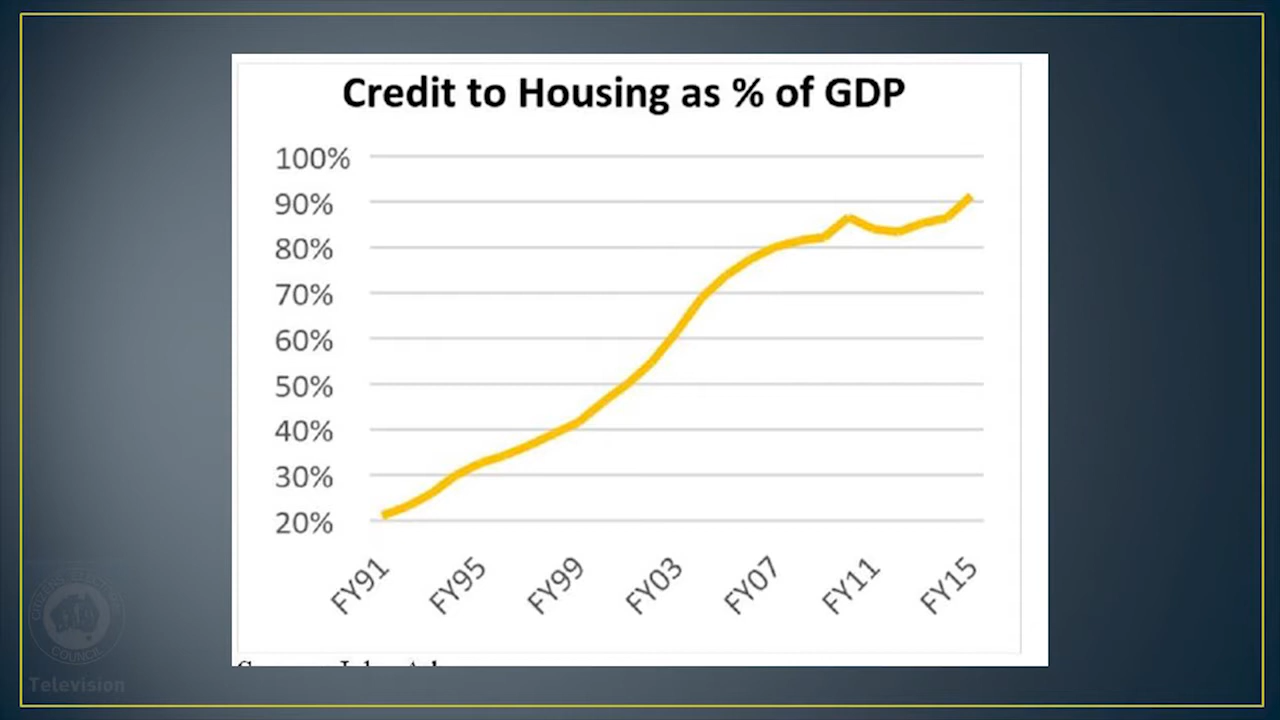 Credit to Housing as % of GDP
100%
90%
80%
70%
60%
50%
40%
30%
20%
FY91 FY95 FY99 FY03 FY07 FY11 FY15
COUNCIL
Television